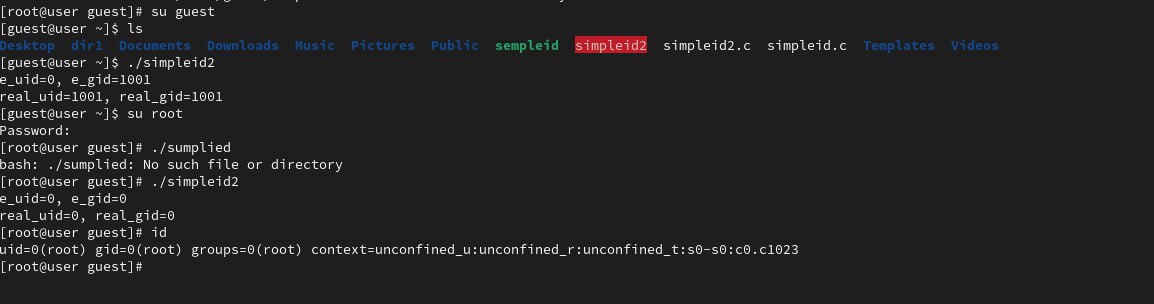 [root@user guest]# su guest
[guest@user ~]$ ls
Desktop  dir1  Documents  Downloads  Music  Pictures  Public  sempleid  simpleid2  simpleid2.c  simpleid.c  Templates  Videos
[guest@user ~]$ ./simpleid2
e_uid=0, e_gid=1001
real_uid=1001, real_gid=1001
[guest@user ~]$ su root
Password:
[root@user guest]# ./sumplied
bash: ./sumplied: No such file or directory
[root@user guest]# ./simpleid2
e_uid=0, e_gid=0
real_uid=0, real_gid=0
[root@user guest]# id
uid=0(root) gid=0(root) groups=0(root) context=unconfined_u:unconfined_r:unconfined_t:s0-s0:c0.c1023
[root@user guest]#